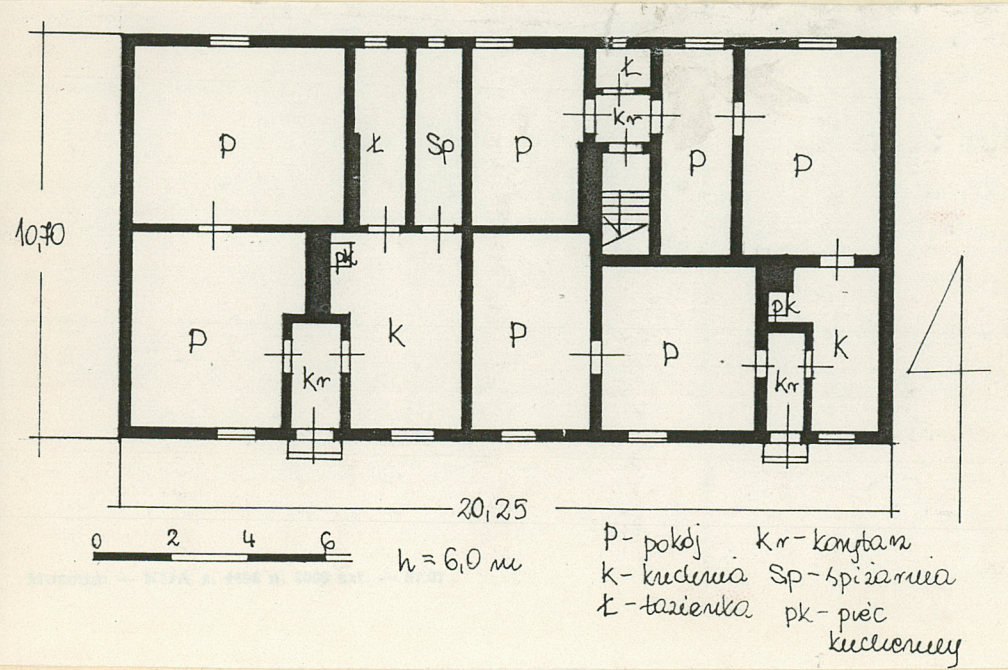 Ł
kr
P
Ł
Sp
P
P
P
10,70
pk
P
K
P
P
pk
K
kr
kr
20,25
0 2 4 6
h = 6,0 m
P - pokój
kr - korytarz
k - kuchnia
Sp - spiżarnia
Ł - łazienka
pk - piec
kuchenny